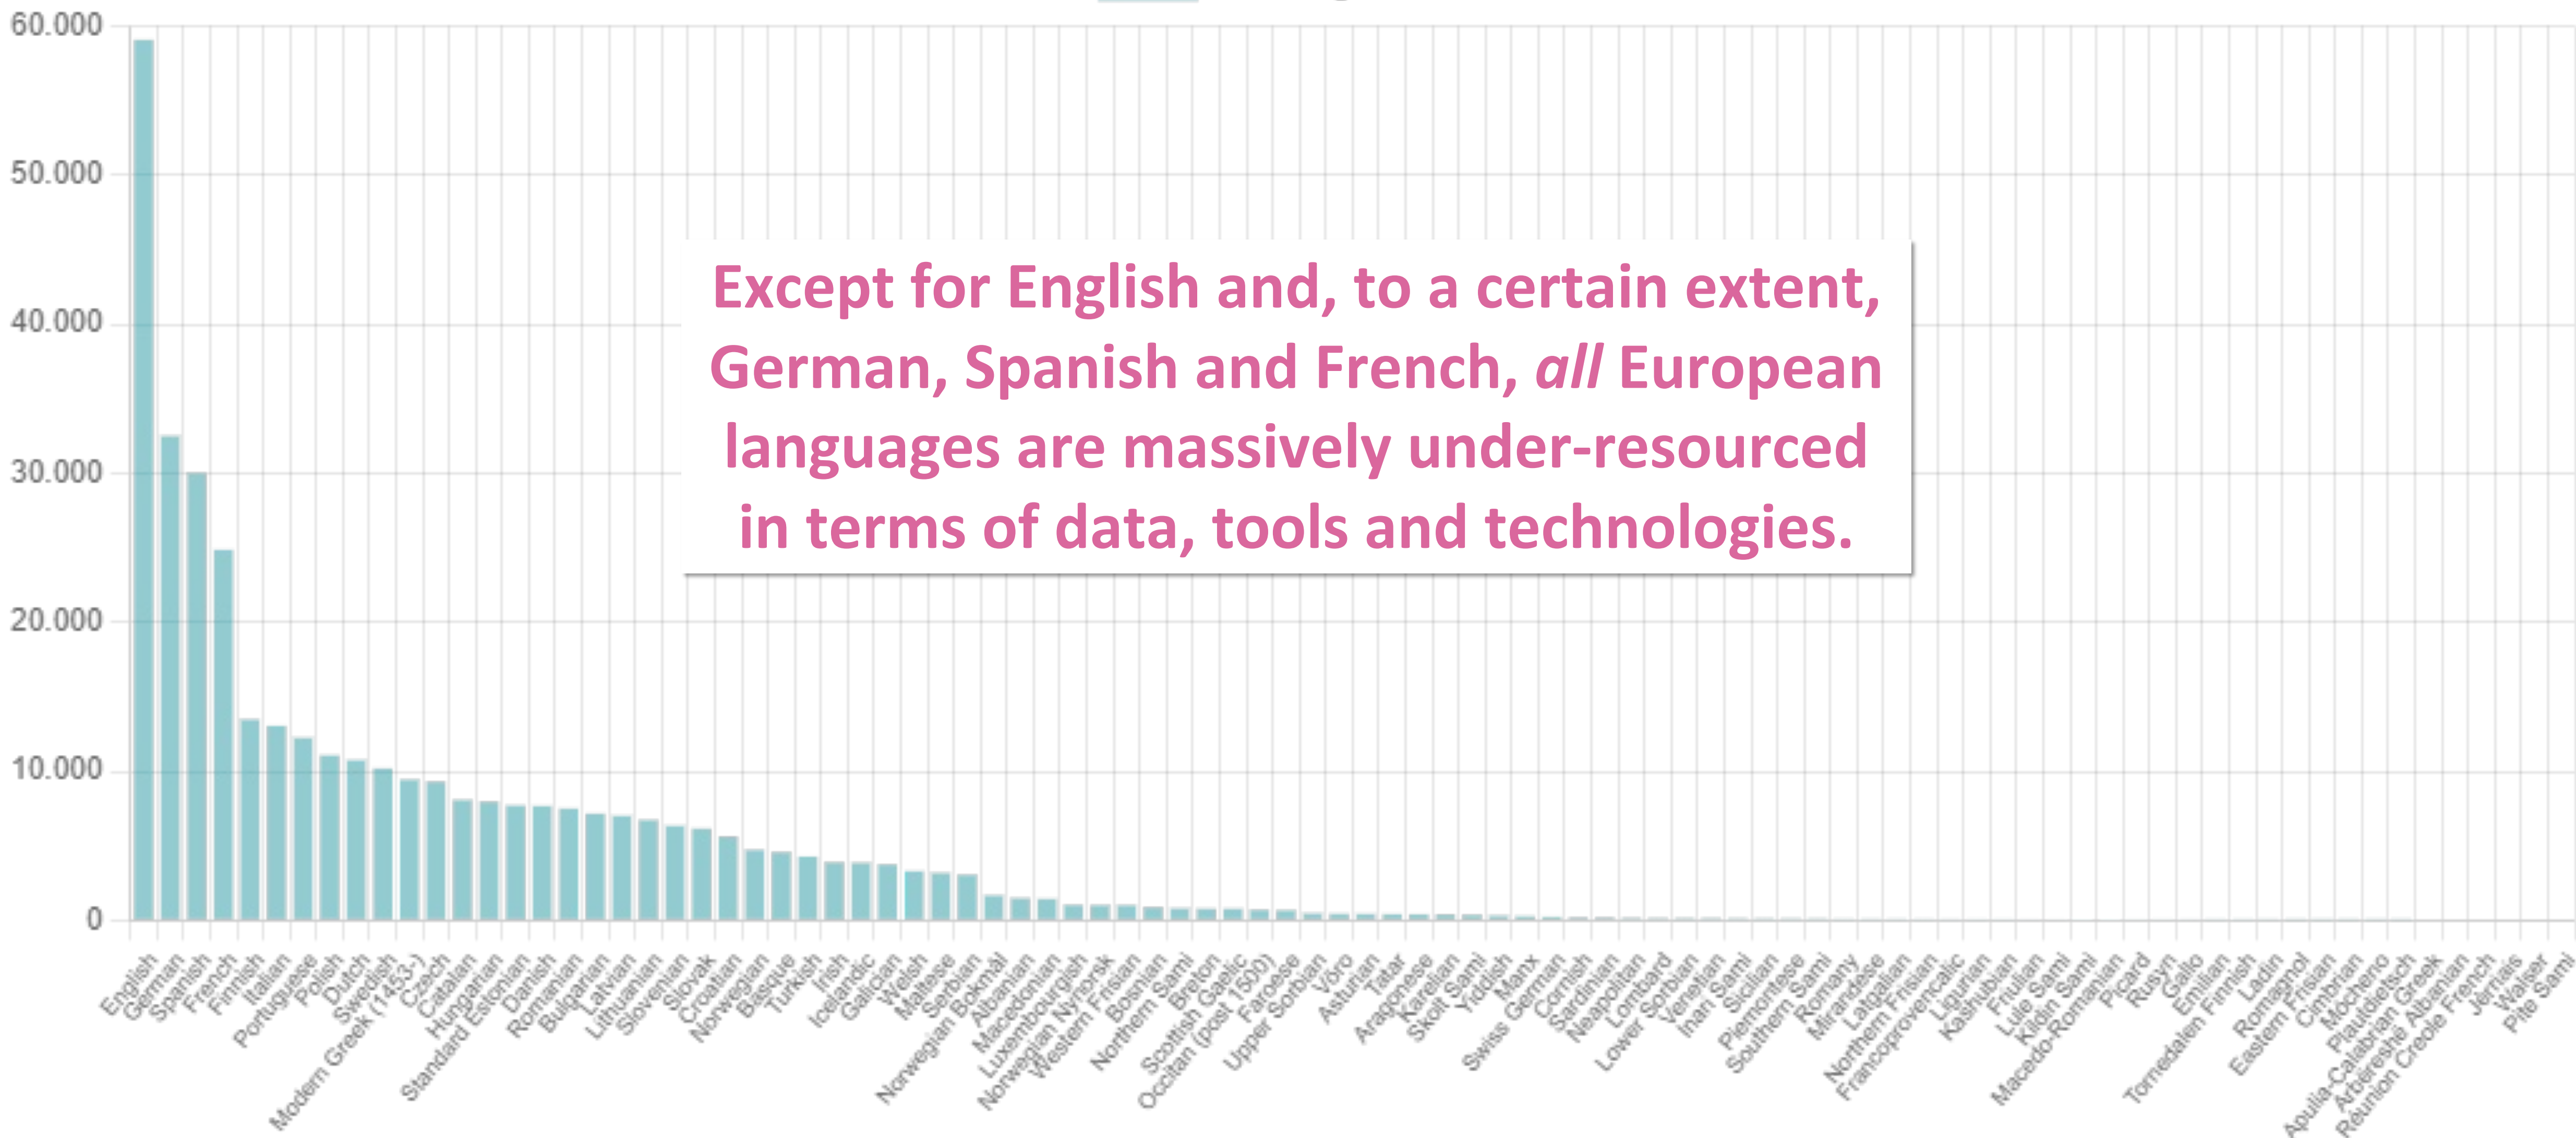 60.000
50.000
40.000
30.000
20.000
10.000
0
Except for English and, to a certain extent,
German, Spanish and French, all European
languages are massively under-resourced
in terms of data, tools and technologies.
English
German
Spanish
French
Finnish
Italian
Portuguese
Polish
Dutch
Swedish
Modern Greek (1453-)
Czech
Catalan
Hungarian
Standard Estonian
Danish
Romanian
Bulgarian
Latvian
Lithuanian
Slovenian
Slovak
Croatian
Norwegian
Basque
Turkish
Irish
Icelandic
Galician
Welsh
Maltese
Serbian
Norwegian Bokmål
Albanian
Macedonian
Luxembourgish
Norwegian Nynorsk
Western Frisian
Bosnian
Northern Sami
Breton
Scottish Gaelic
Occitan (post 1500)
Faroese
Upper Sorbian
Võro
Asturian
Tatar
Aragonese
Karelian
Skolt Sami
Yiddish
Manx
Swiss German
Cornish
Sardinian
Neapolitan
Lombard
Lower Sorbian
Venetian
Inari Sami
Sicilian
Piemontese
Southern Sami
Romany
Mirandese
Latgalian
Northern Frisian
Francoprovencalic
Ligurian
Kashubian
Friulian
Lule Sami
Kildin Sami
Macedo-Romanian
Picard
Rusyn
Gallo
Emilian
Tornedalen Finnish
Ladin
Romagnol
Eastern Frisian
Cimbrian
Mocheno
Plautdietsch
Apulia-Calabrian Greek
Arbëreshë Albanian
Réunion Creole French
Jèrriais
Walser
Pite Sami